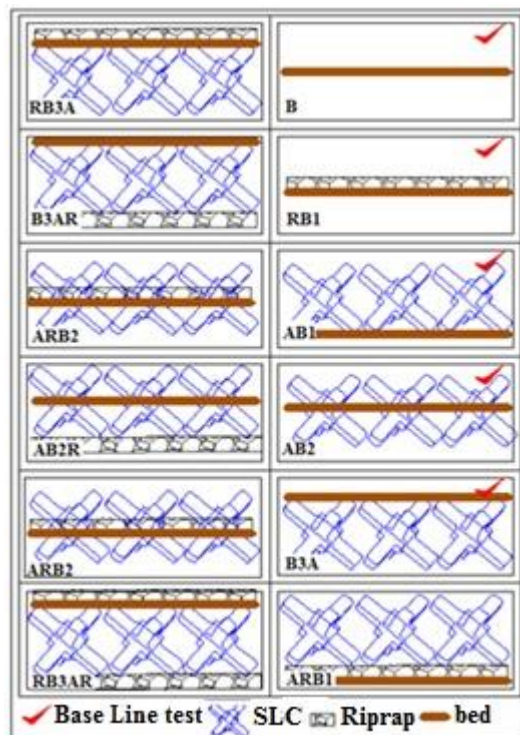 RB3A
B
B3AR
RB1
ARB2
AB1
AB2R
AB2
ARB2
B3A
RB3AR
ARB1
Base Line test SLC Riprap bed